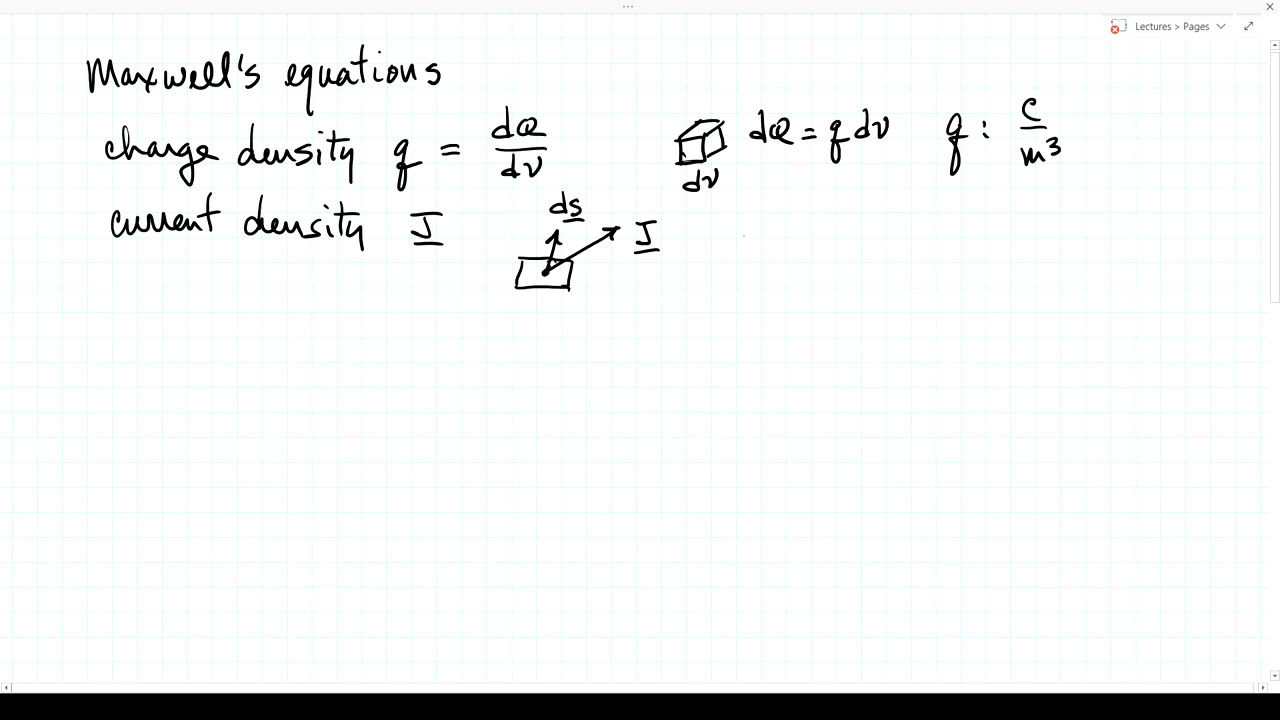 Lectures > Pages
Maxwell's equations
charge density q = dQ/dv   dQ = q dv   q : C/m³
dv
current density J   ds   J